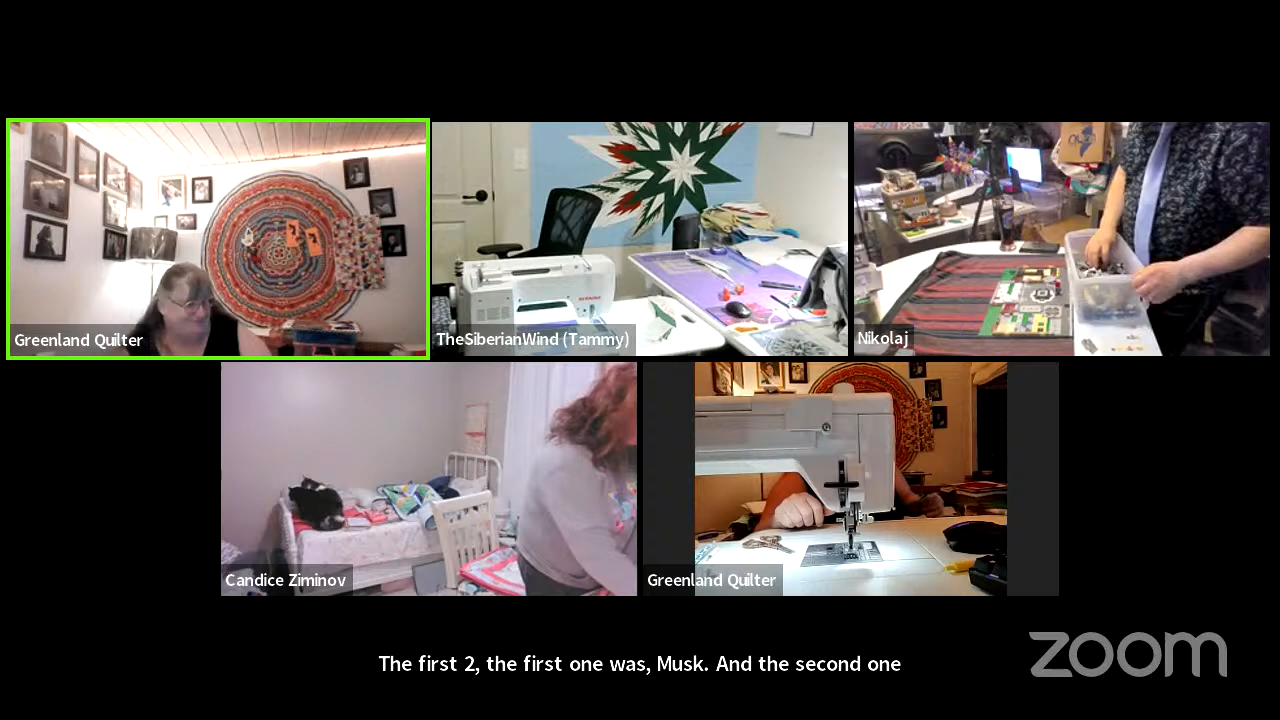 Greenland Quilter
TheSiberianWind (Tammy)
Nikolaj
Candice Ziminov
Greenland Quilter
The first 2, the first one was, Musk. And the second one
zoom